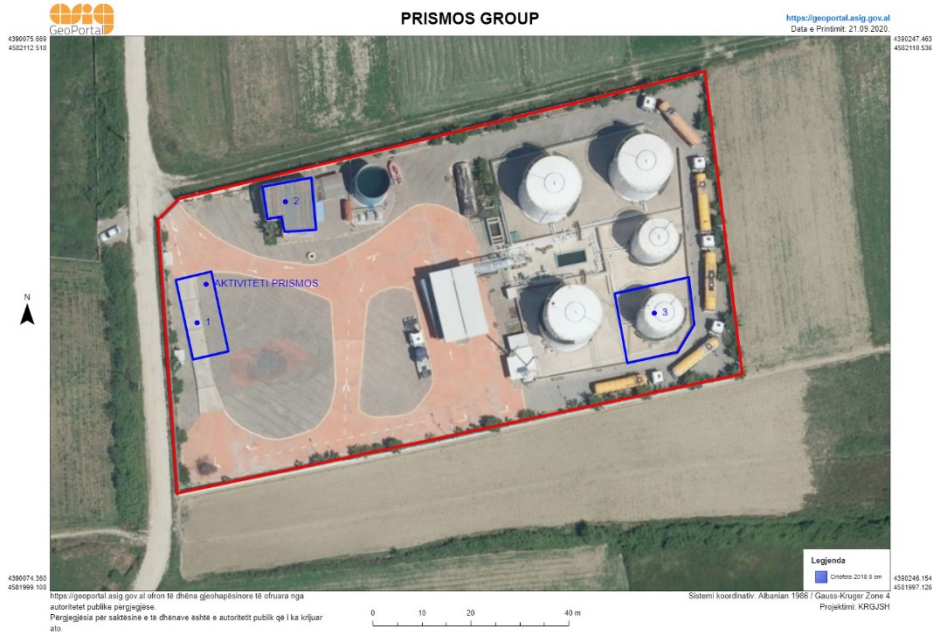 asig
GeoPortal
PRISMOS GROUP
https://geoportal.asig.gov.al
Data e Printimit: 21.09.2020.
4390075.669
4582112.518
4390247.463
4582110.536
2
AKTIVITETI PRISMOS
1
3
N
Legjenda
Ortofoto 2018 8 cm
4390074.360
4581999.108
4390246.154
4581997.126
https://geoportal.asig.gov.al ofron të dhëna gjeohapësinore të ofruara nga
autoritetet publike përgjegjëse.
Përgjegjësia për saktësinë e të dhënave është e autoritetit publik që i ka krijuar
ato.
0 10 20 40 m
Sistemi koordinativ: Albanian 1986 / Gauss-Kruger Zone 4
Projektimi: KRGJSH